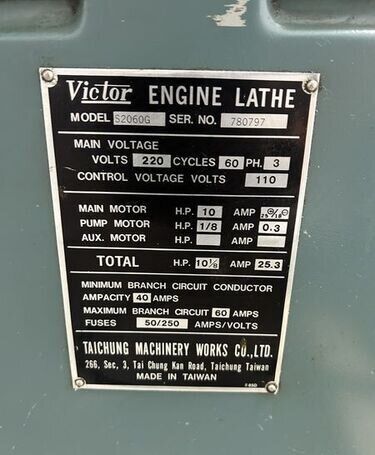 Victor ENGINE LATHE
MODEL S2060G SER. NO. 780797
MAIN VOLTAGE
VOLTS 220 CYCLES 60 PH. 3
CONTROL VOLTAGE VOLTS 110
MAIN MOTOR H.P. 10 AMP
PUMP MOTOR H.P. 1/8 AMP 0.3
AUX. MOTOR H.P. AMP
TOTAL H.P. 10⅛ AMP 25.3
MINIMUM BRANCH CIRCUIT CONDUCTOR
AMPACITY 40 AMPS
MAXIMUM BRANCH CIRCUIT 60 AMPS
FUSES 50/250 AMPS/VOLTS
TAICHUNG MACHINERY WORKS CO., LTD.
266, Sec, 3, Tai Chung Kan Road, Taichung Taiwan
MADE IN TAIWAN